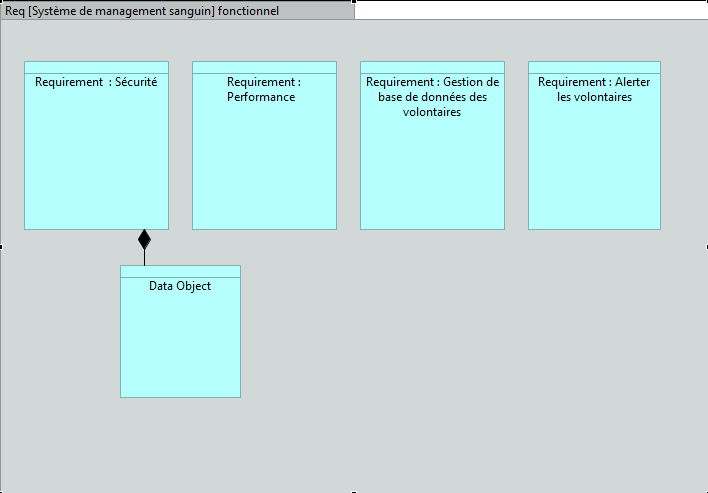 Req [Système de management sanguin] fonctionnel
Requirement : Sécurité
Requirement :
Performance
Requirement : Gestion de
base de données des
volontaires
Requirement : Alerter
les volontaires
Data Object